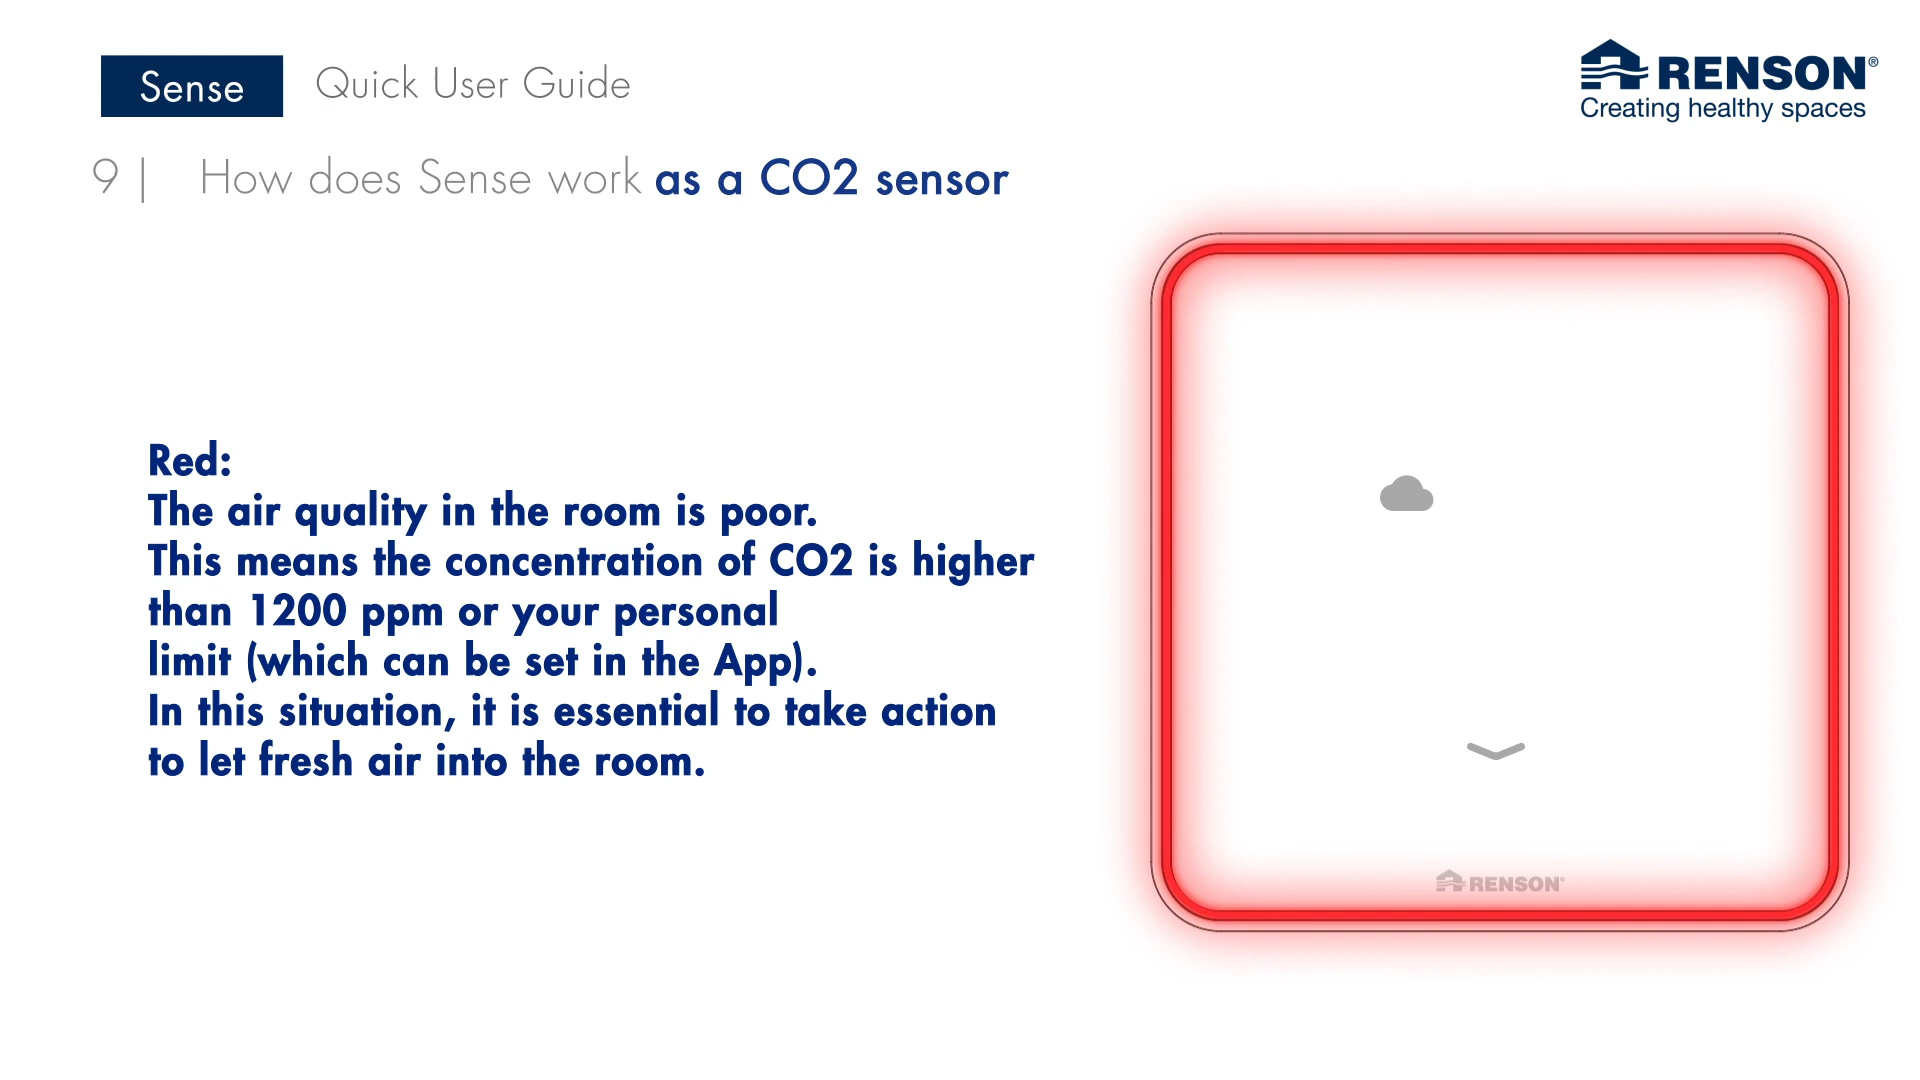 Sense Quick User Guide
RENSON®
Creating healthy spaces
9 | How does Sense work as a CO2 sensor
Red:
The air quality in the room is poor.
This means the concentration of CO2 is higher
than 1200 ppm or your personal
limit (which can be set in the App).
In this situation, it is essential to take action
to let fresh air into the room.
RENSON®